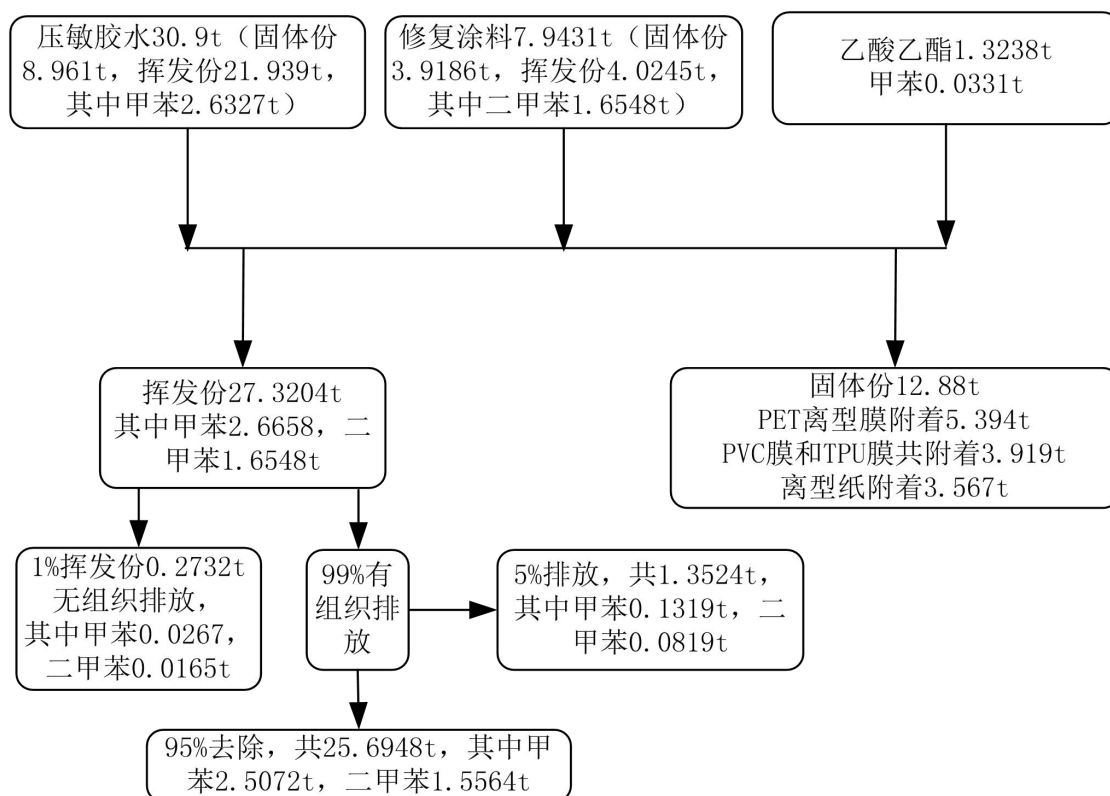 压敏胶水30.9t（固体份
8.961t，挥发份21.939t，
其中甲苯2.6327t）
修复涂料7.9431t（固体份
3.9186t，挥发份4.0245t，
其中二甲苯1.6548t）
乙酸乙酯1.3238t
甲苯0.0331t
挥发份27.3204t
其中甲苯2.6658，二
甲苯1.6548t
固体份12.88t
PET离型膜附着5.394t
PVC膜和TPU膜共附着3.919t
离型纸附着3.567t
1%挥发份0.2732t
无组织排放，
其中甲苯0.0267，
二甲苯0.0165t
99%有
组织排
放
5%排放，共1.3524t，
其中甲苯0.1319t，二
甲苯0.0819t
95%去除，共25.6948t，其中甲
苯2.5072t，二甲苯1.5564t